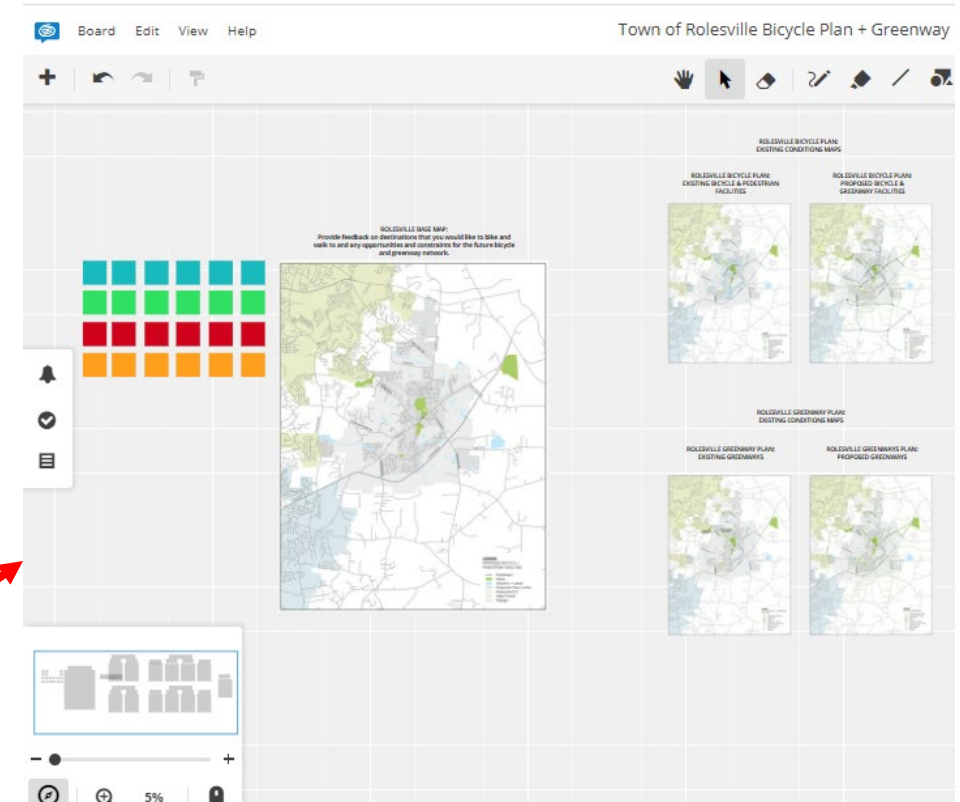 Board Edit View Help
Town of Rolesville Bicycle Plan + Greenway
ROLESVILLE BICYCLE PLAN:
EXISTING CONDITIONS MAPS
ROLESVILLE BICYCLE PLAN:
EXISTING BICYCLE & PEDESTRIAN
FACILITIES
ROLESVILLE BICYCLE PLAN:
PROPOSED BICYCLE &
GREENWAY FACILITIES
ROLESVILLE BASE MAP:
Provide feedback on destinations that you would like to bike and
walk to and any opportunities and constraints for the future bicycle
and greenway network.
ROLESVILLE GREENWAY PLAN:
EXISTING CONDITIONS MAPS
ROLESVILLE GREENWAY PLAN:
EXISTING GREENWAYS
ROLESVILLE GREENWAYS PLAN:
PROPOSED GREENWAYS
5%